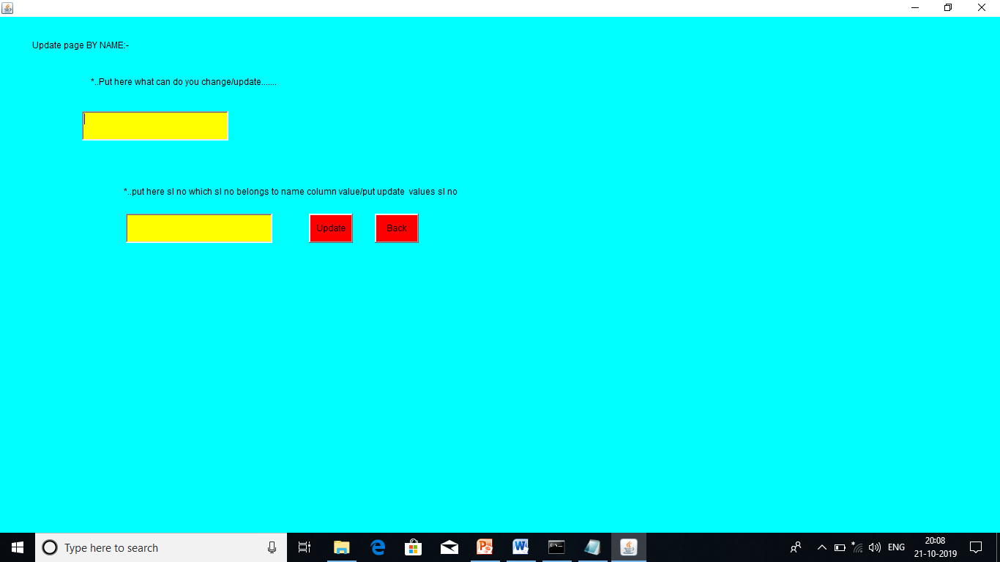 Update page BY NAME:-
*..Put here what can do you change/update.......
*..put here sl no which sl no belongs to name column value/put update  values sl no
Update
Back
Type here to search
ENG
20:08
21-10-2019